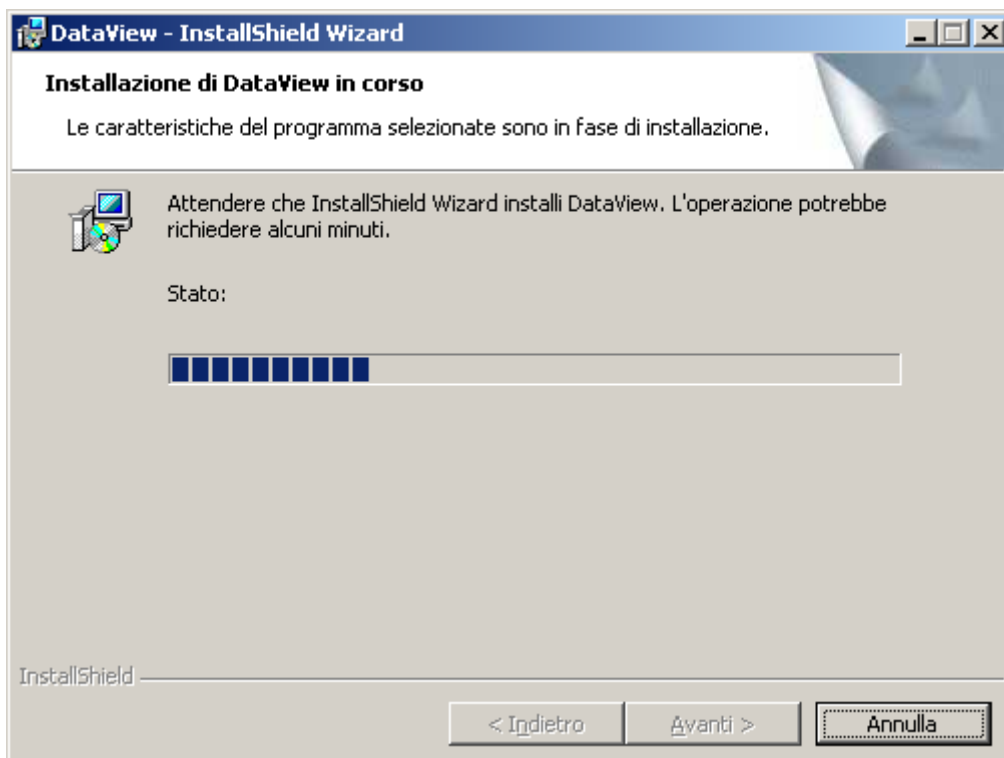 DataView - InstallShield Wizard
Installazione di DataView in corso
Le caratteristiche del programma selezionate sono in fase di installazione.
Attendere che InstallShield Wizard installi DataView. L'operazione potrebbe
richiedere alcuni minuti.
Stato:
InstallShield
< Indietro
Avanti >
Annulla